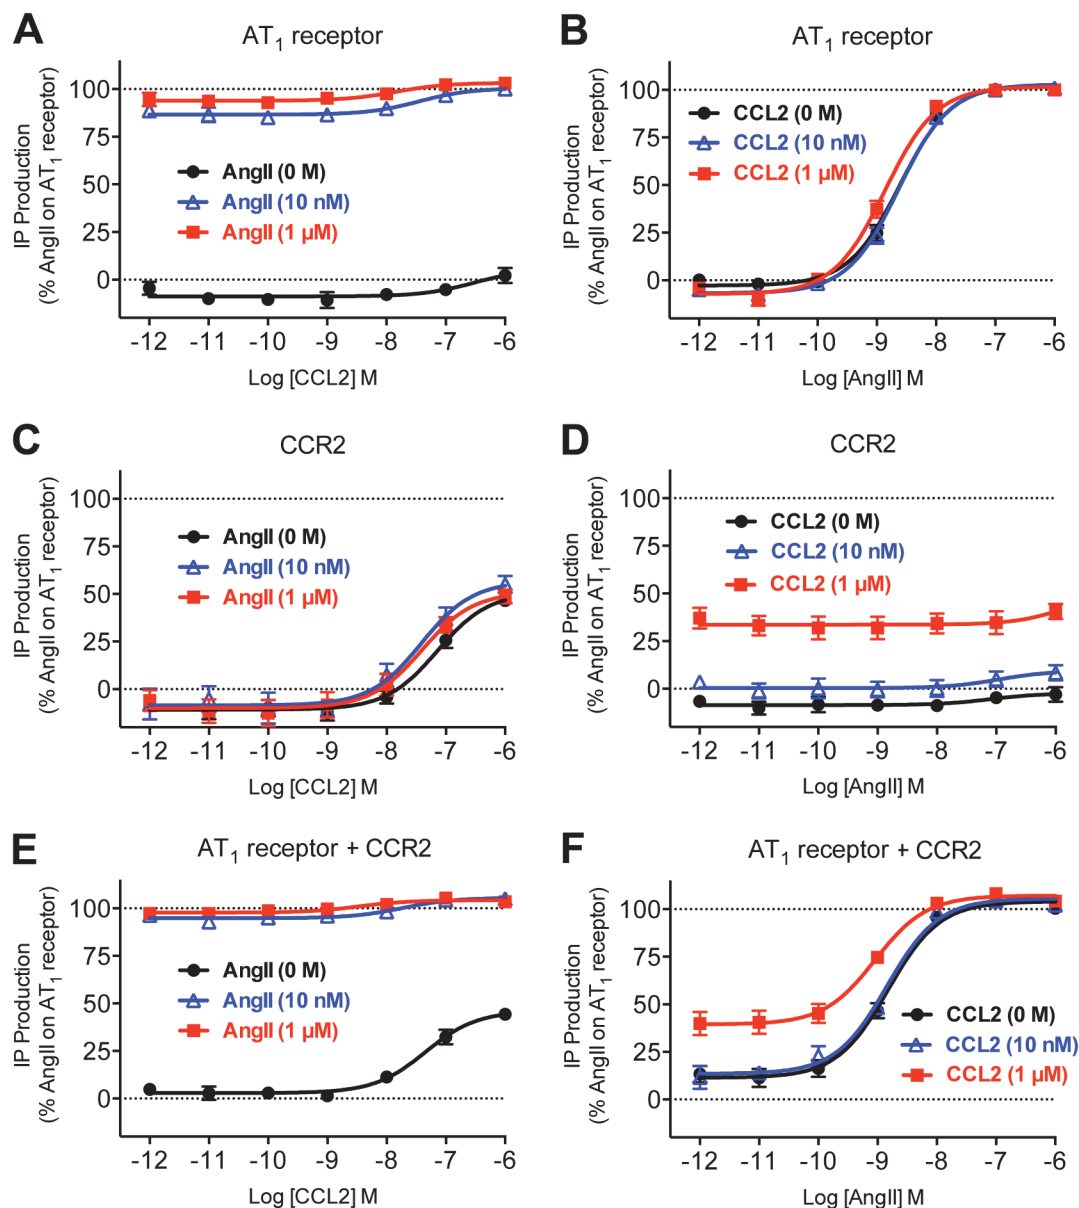 A
AT1 receptor
IP Production
(% AngII on AT1 receptor)
100
75
50
25
0
AngII (0 M)
AngII (10 nM)
AngII (1 µM)
-12 -11 -10 -9 -8 -7 -6
Log [CCL2] M
B
AT1 receptor
IP Production
(% AngII on AT1 receptor)
100
75
50
25
0
CCL2 (0 M)
CCL2 (10 nM)
CCL2 (1 µM)
-12 -11 -10 -9 -8 -7 -6
Log [AngII] M
C
CCR2
IP Production
(% AngII on AT1 receptor)
100
75
50
25
0
AngII (0 M)
AngII (10 nM)
AngII (1 µM)
-12 -11 -10 -9 -8 -7 -6
Log [CCL2] M
D
CCR2
IP Production
(% AngII on AT1 receptor)
100
75
50
25
0
CCL2 (0 M)
CCL2 (10 nM)
CCL2 (1 µM)
-12 -11 -10 -9 -8 -7 -6
Log [AngII] M
E
AT1 receptor + CCR2
IP Production
(% AngII on AT1 receptor)
100
75
50
25
0
AngII (0 M)
AngII (10 nM)
AngII (1 µM)
-12 -11 -10 -9 -8 -7 -6
Log [CCL2] M
F
AT1 receptor + CCR2
IP Production
(% AngII on AT1 receptor)
100
75
50
25
0
CCL2 (0 M)
CCL2 (10 nM)
CCL2 (1 µM)
-12 -11 -10 -9 -8 -7 -6
Log [AngII] M